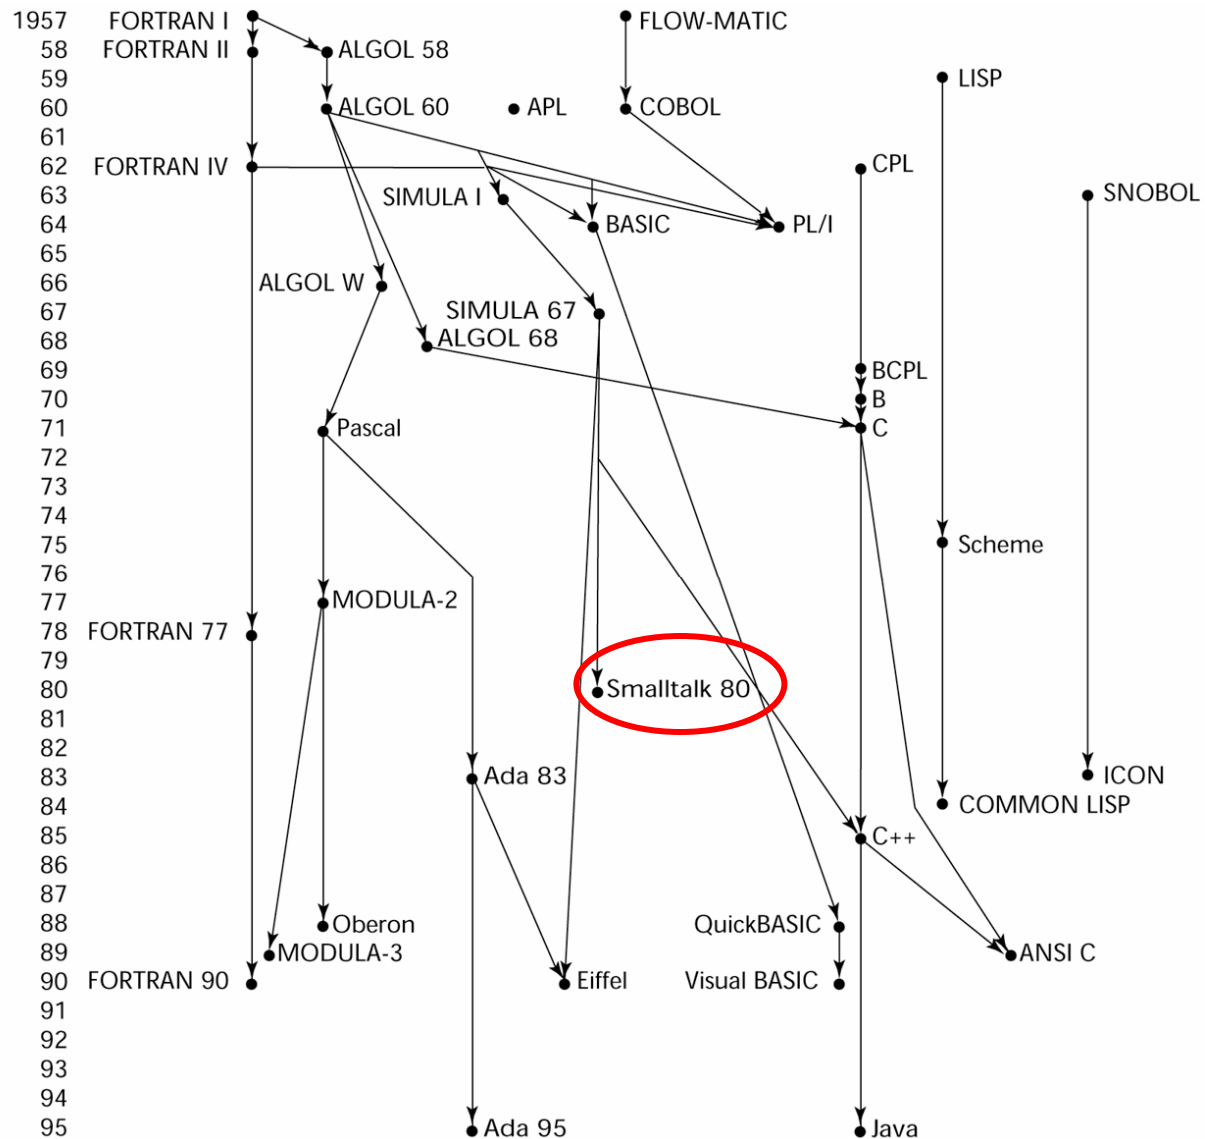 1957 FORTRAN I FLOW-MATIC
58 FORTRAN II ALGOL 58
59 LISP
60 ALGOL 60 APL COBOL
61
62 FORTRAN IV CPL
63 SIMULA I SNOBOL
64 BASIC PL/I
65
66 ALGOL W
67 SIMULA 67
68 ALGOL 68
69 BCPL
70 B
71 Pascal C
72
73
74
75 Scheme
76
77 MODULA-2
78 FORTRAN 77
79
80 Smalltalk 80
81
82
83 Ada 83 ICON
84 COMMON LISP
85 C++
86
87
88 Oberon QuickBASIC
89 MODULA-3 ANSI C
90 FORTRAN 90 Eiffel Visual BASIC
91
92
93
94
95 Ada 95 Java